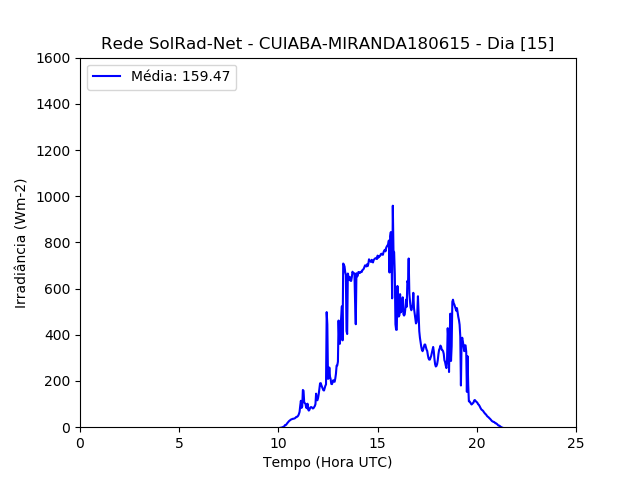 Rede SolRad-Net - CUIABA-MIRANDA180615 - Dia [15]
Média: 159.47
Irradiância (Wm-2)
1600
1400
1200
1000
800
600
400
200
0
0 5 10 15 20 25
Tempo (Hora UTC)